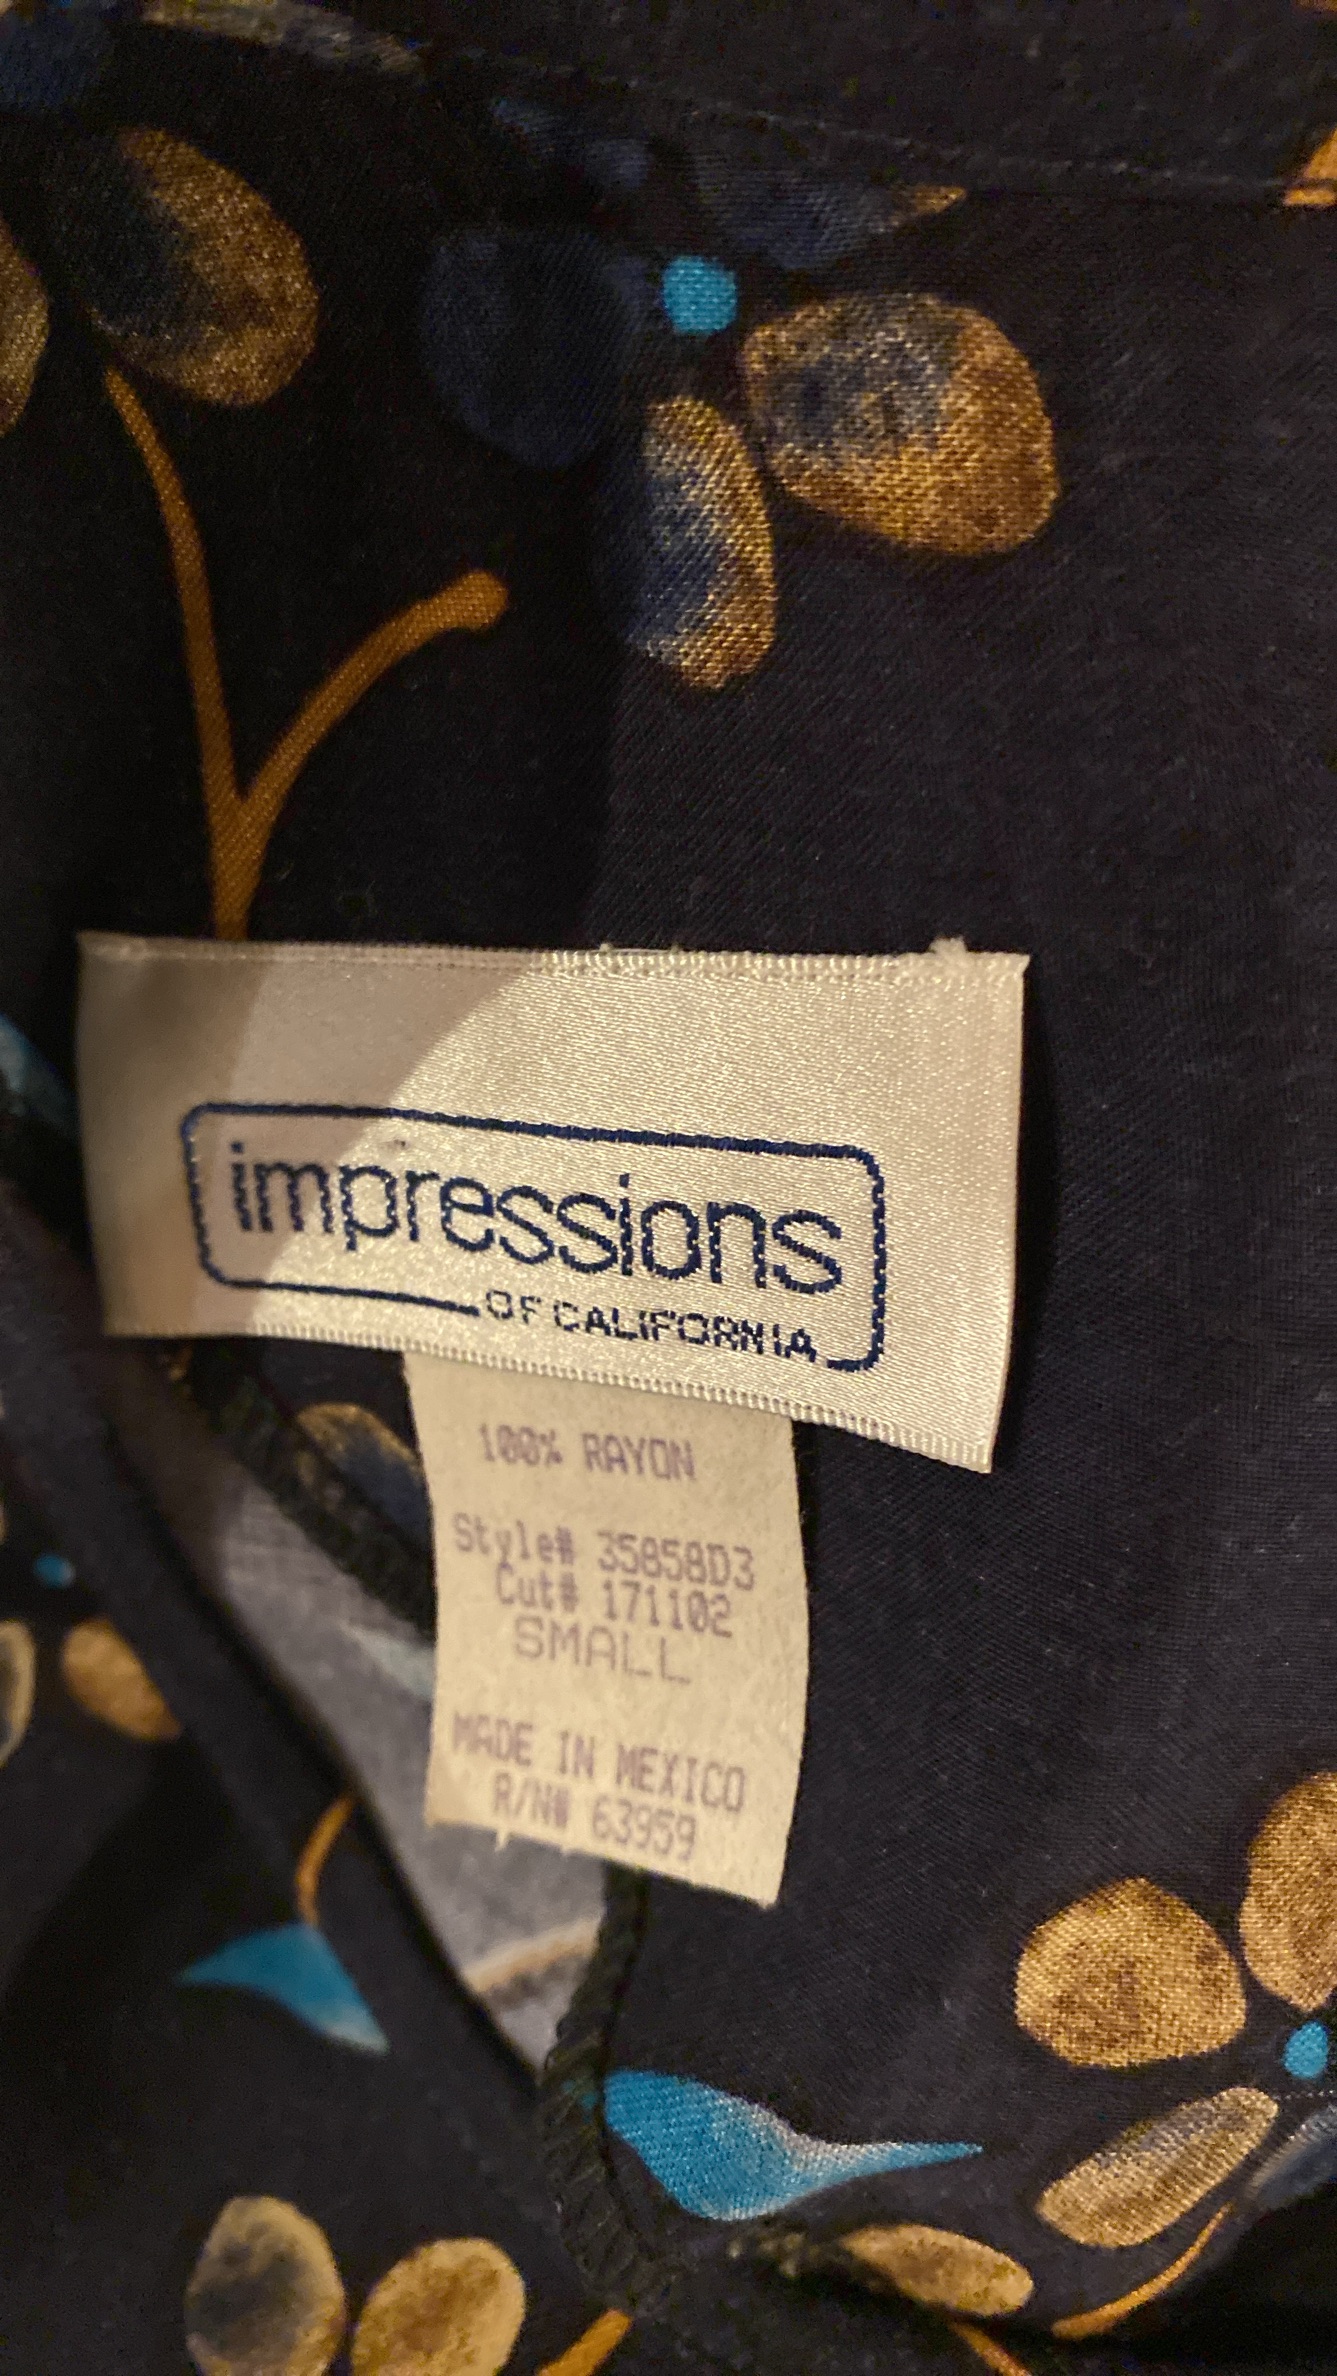 impressions
OF CALIFORNIA
100% RAYON
Style# 35858D3
Cut# 171102
SMALL
MADE IN MEXICO
R/N# 63959